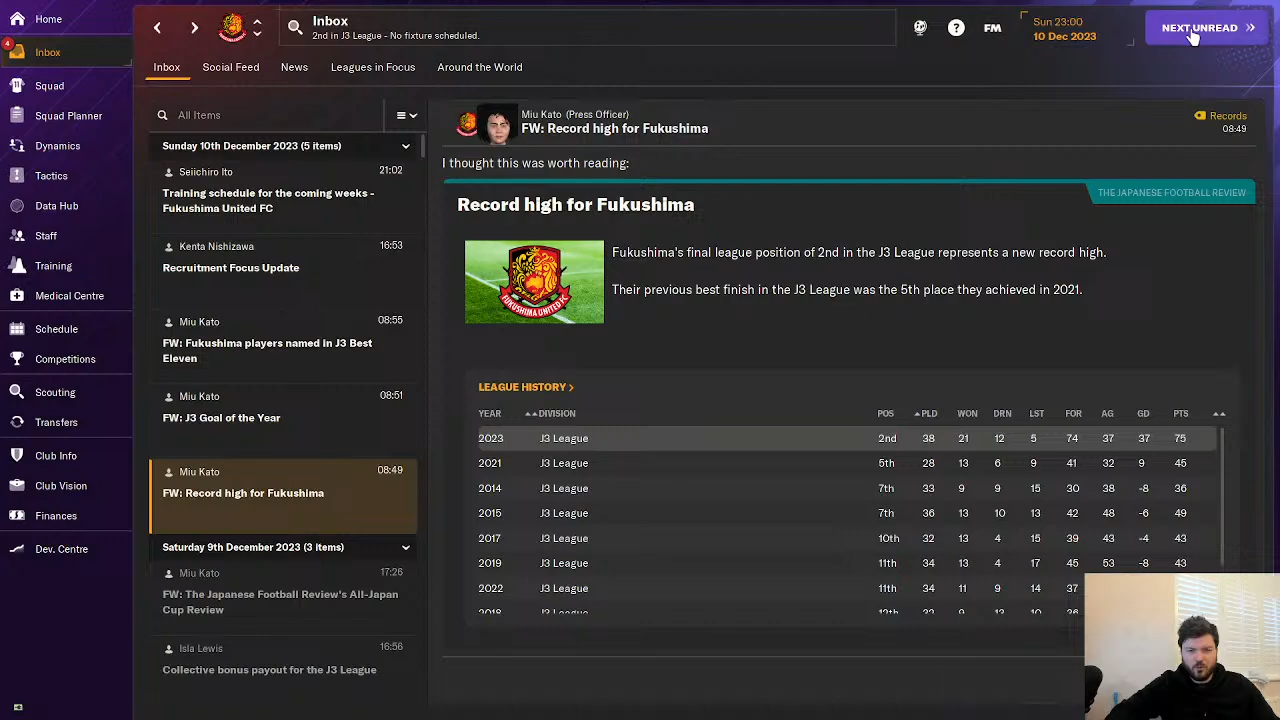 Home
4
Inbox
Squad
Squad Planner
Dynamics
Tactics
Data Hub
Staff
Training
Medical Centre
Schedule
Competitions
Scouting
Transfers
Club Info
Club Vision
Finances
Dev. Centre
Inbox
2nd in J3 League - No fixture scheduled.
?
FM
Sun 23:00
10 Dec 2023
NEXT UNREAD
Inbox
Social Feed
News
Leagues in Focus
Around the World
All Items
Sunday 10th December 2023 (5 items)
Seiichiro Ito
21:02
Training schedule for the coming weeks -
Fukushima United FC
Kenta Nishizawa
16:53
Recruitment Focus Update
Miu Kato
08:55
FW: Fukushima players named in J3 Best
Eleven
Miu Kato
08:51
FW: J3 Goal of the Year
Miu Kato
08:49
FW: Record high for Fukushima
Saturday 9th December 2023 (3 items)
Miu Kato
17:26
FW: The Japanese Football Review's All-Japan
Cup Review
Isla Lewis
16:56
Collective bonus payout for the J3 League
Miu Kato (Press Officer)
FW: Record high for Fukushima
Records
08:49
I thought this was worth reading:
THE JAPANESE FOOTBALL REVIEW
Record high for Fukushima
FUKUSHIMA UNITED FC
Fukushima's final league position of 2nd in the J3 League represents a new record high.
Their previous best finish in the J3 League was the 5th place they achieved in 2021.
LEAGUE HISTORY >
YEAR DIVISION POS PLD WON DRN LST FOR AG GD PTS
2023 J3 League 2nd 38 21 12 5 74 37 37 75
2021 J3 League 5th 28 13 6 9 41 32 9 45
2014 J3 League 7th 33 9 9 15 30 38 -8 36
2015 J3 League 7th 36 13 10 13 42 48 -6 49
2017 J3 League 10th 32 13 4 15 39 43 -4 43
2019 J3 League 11th 34 13 4 17 45 53 -8 43
2022 J3 League 11th 34 11 9 14 37
2018 J3 League 12th 32 9 13 10